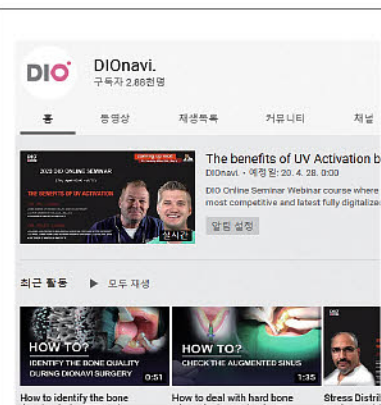 DIO
DIOnavi.
구독자 2.88천명
홈 동영상 재생목록 커뮤니티 채널
2020 DIO ONLINE SEMINAR
THE BENEFITS OF UV ACTIVATION
실시간
The benefits of UV Activation b
DIOnavi. • 예정일: 20. 4. 28. 0:00
DIO Online Seminar Webinar course where
most competitive and latest fully digitalize
알림 설정
최근 활동 ▶ 모두 재생
HOW TO?
IDENTIFY THE BONE QUALITY
DURING DIONAVI SURGERY
0:51
HOW TO?
CHECK THE AUGMENTED SINUS
1:35
How to identify the bone
How to deal with hard bone
Stress Distri